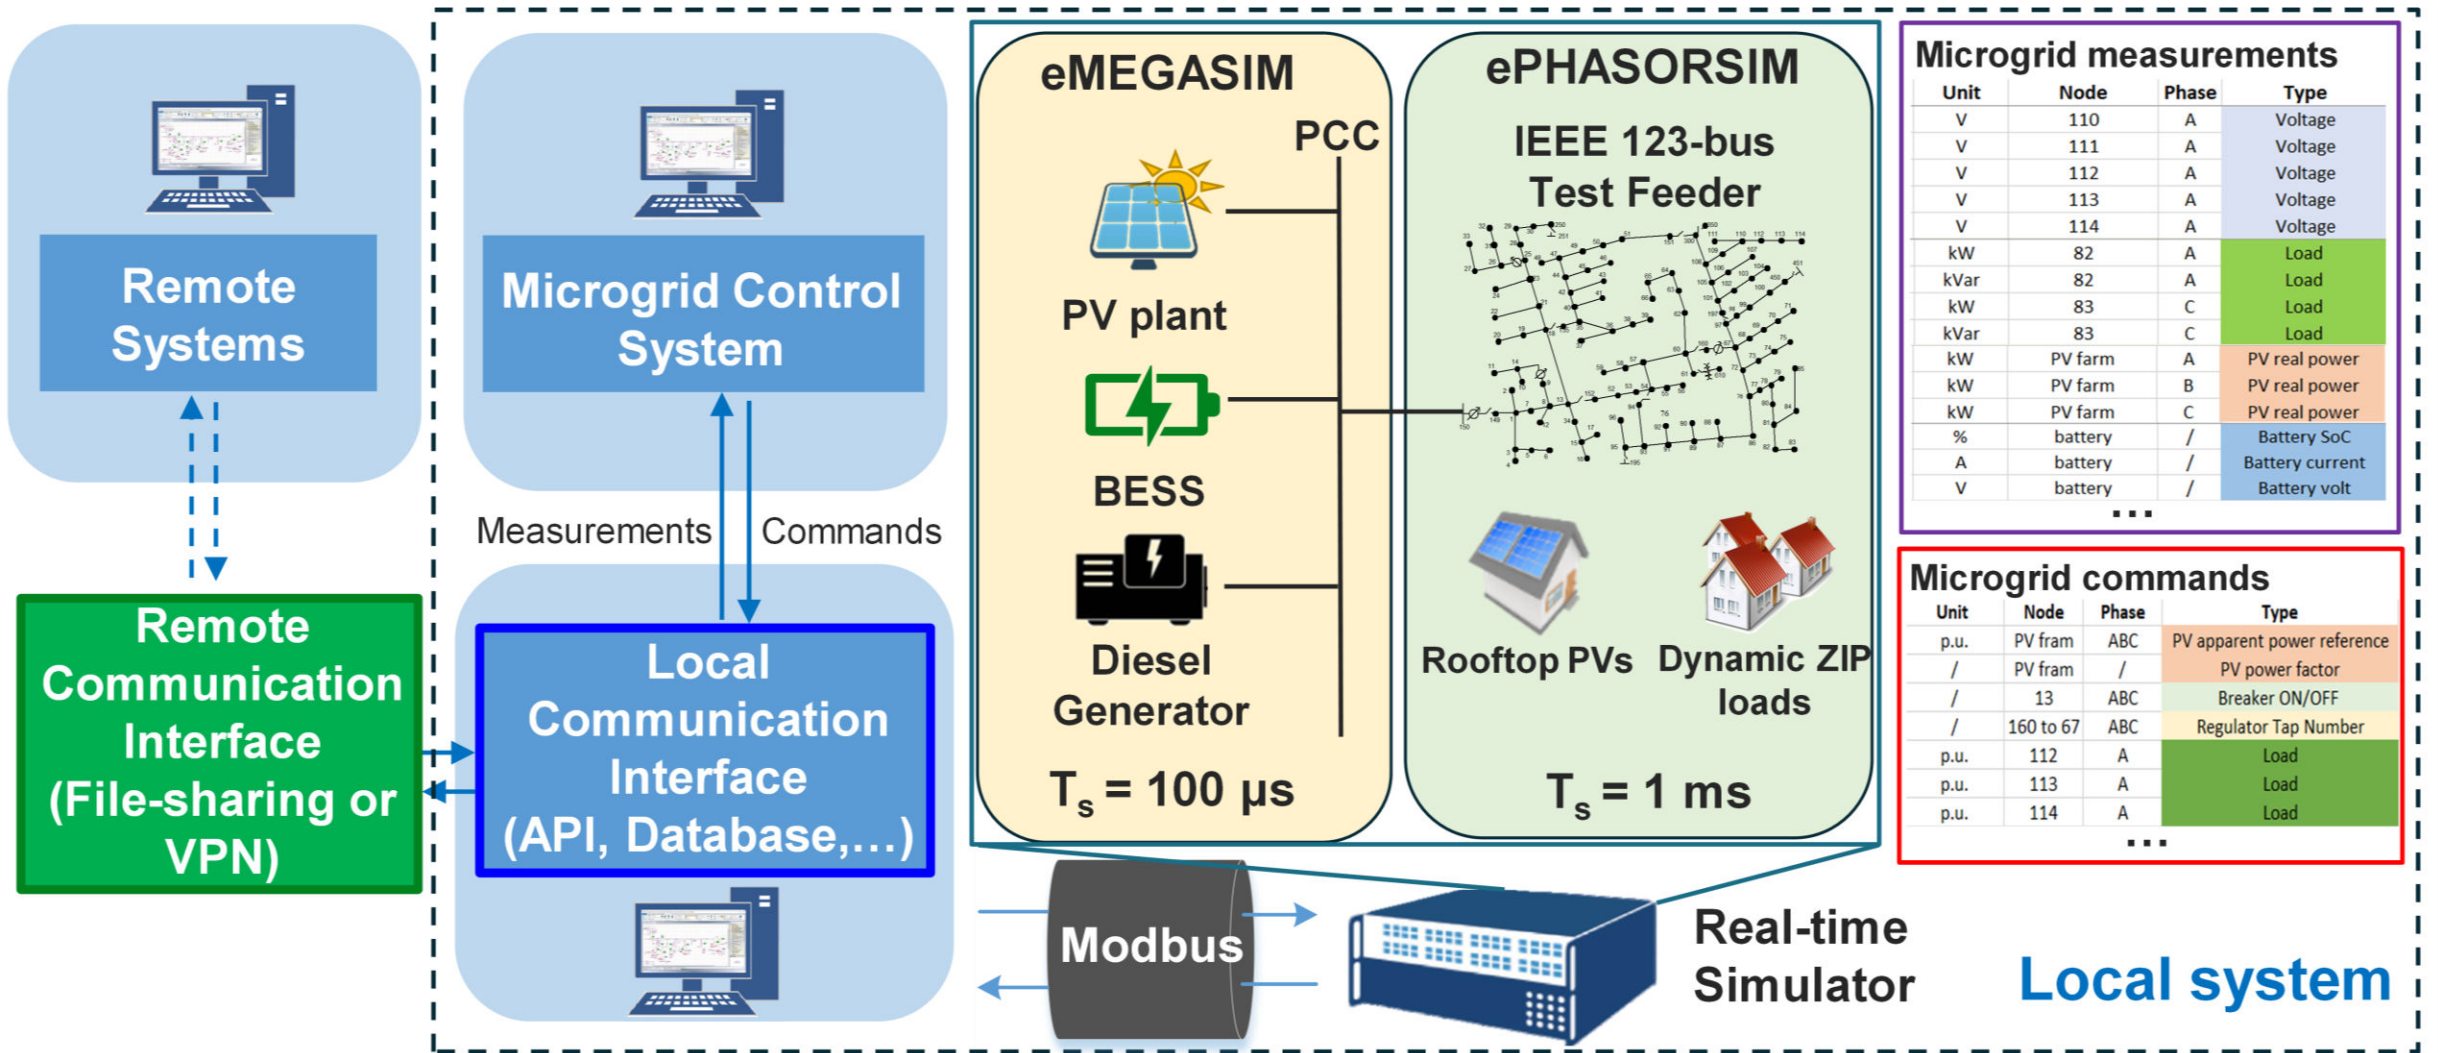 Remote
Systems
Remote
Communication
Interface
(File-sharing or
VPN)
Microgrid Control
System
Measurements
Commands
Local
Communication
Interface
(API, Database,...)
eMEGASIM
PCC
PV plant
BESS
Diesel
Generator
Ts = 100 µs
ePHASORSIM
IEEE 123-bus
Test Feeder
Rooftop PVs
Dynamic ZIP
loads
Ts = 1 ms
Modbus
Real-time
Simulator
Local system
Microgrid measurements
Unit Node Phase Type
V 110 A Voltage
V 111 A Voltage
V 112 A Voltage
V 113 A Voltage
V 114 A Voltage
kW 82 A Load
kVar 82 A Load
kW 83 C Load
kVar 83 C Load
kW PV farm A PV real power
kW PV farm B PV real power
kW PV farm C PV real power
% battery / Battery SoC
A battery / Battery current
V battery / Battery volt
...
Microgrid commands
Unit Node Phase Type
p.u. PV fram ABC PV apparent power reference
/ PV fram / PV power factor
/ 13 ABC Breaker ON/OFF
/ 160 to 67 ABC Regulator Tap Number
p.u. 112 A Load
p.u. 113 A Load
p.u. 114 A Load
...